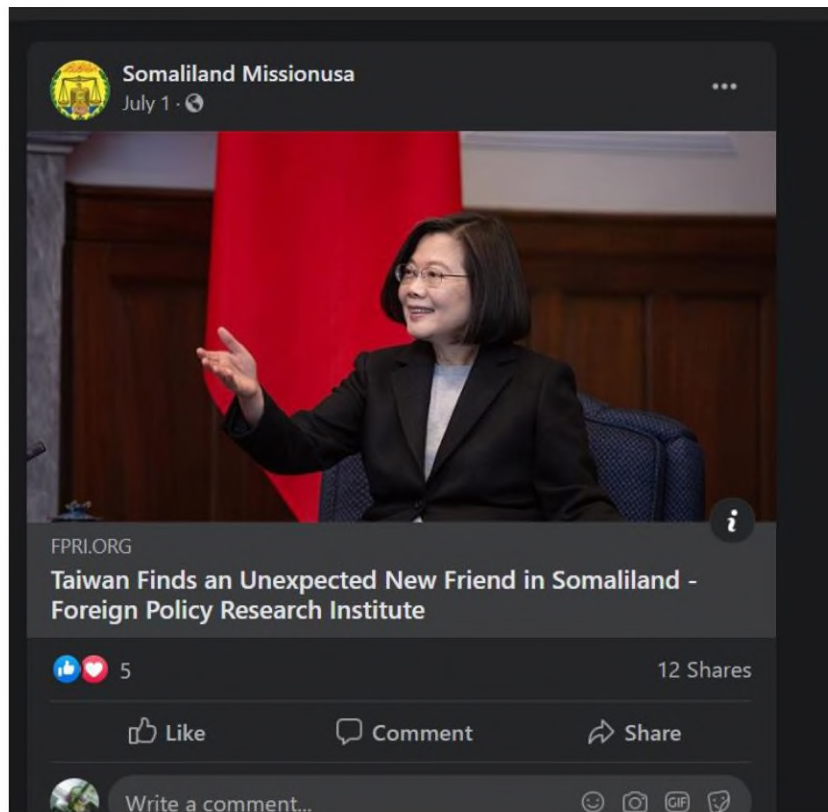 Somaliland Missionusa
July 1 ·
FPRI.ORG
Taiwan Finds an Unexpected New Friend in Somaliland -
Foreign Policy Research Institute
5
12 Shares
Like
Comment
Share
Write a comment...
GIF